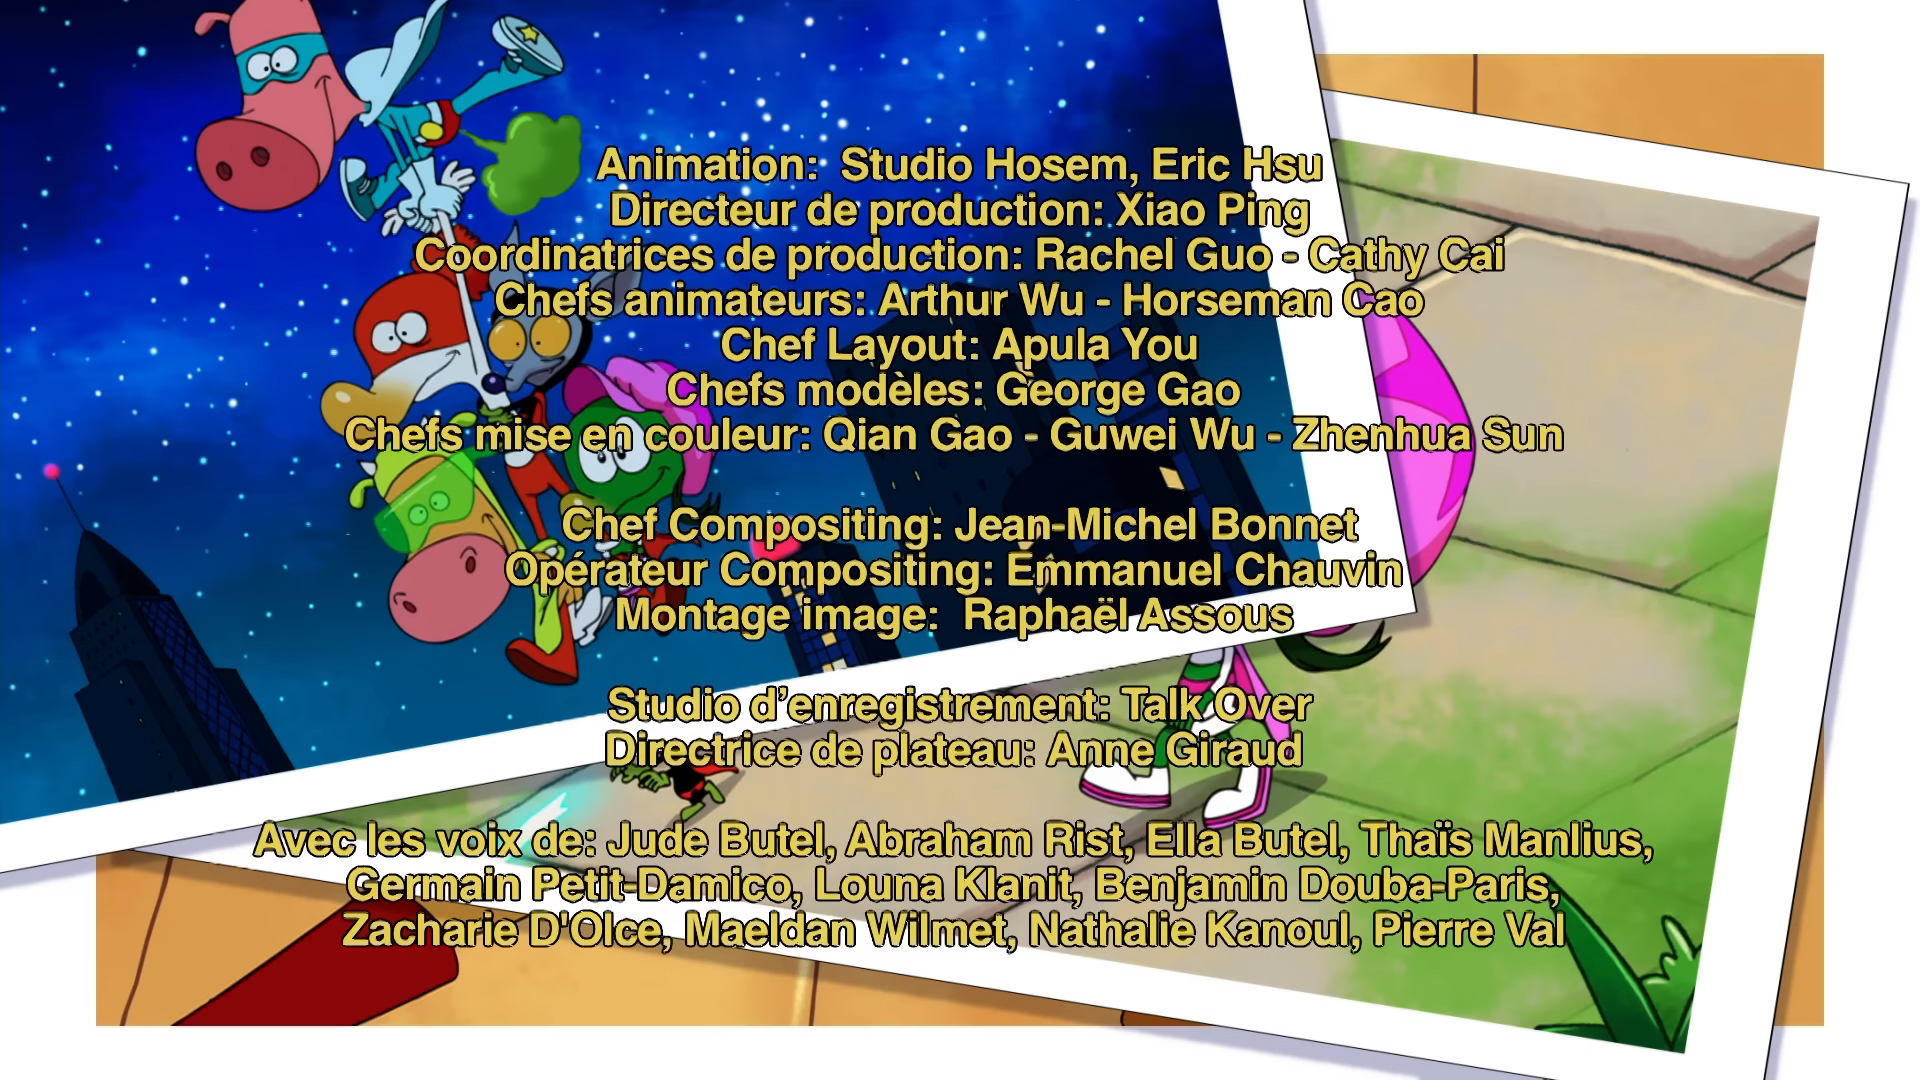 Animation:  Studio Hosem, Eric Hsu
Directeur de production: Xiao Ping
Coordinatrices de production: Rachel Guo - Cathy Cai
Chefs animateurs: Arthur Wu - Horseman Cao
Chef Layout: Apula You
Chefs modèles: George Gao
Chefs mise en couleur: Qian Gao - Guwei Wu - Zhenhua Sun
Chef Compositing: Jean-Michel Bonnet
Opérateur Compositing: Emmanuel Chauvin
Montage image:  Raphaël Assous
Studio d’enregistrement: Talk Over
Directrice de plateau: Anne Giraud
Avec les voix de: Jude Butel, Abraham Rist, Ella Butel, Thaïs Manlius,
Germain Petit-Damico, Louna Klanit, Benjamin Douba-Paris,
Zacharie D'Olce, Maeldan Wilmet, Nathalie Kanoul, Pierre Val